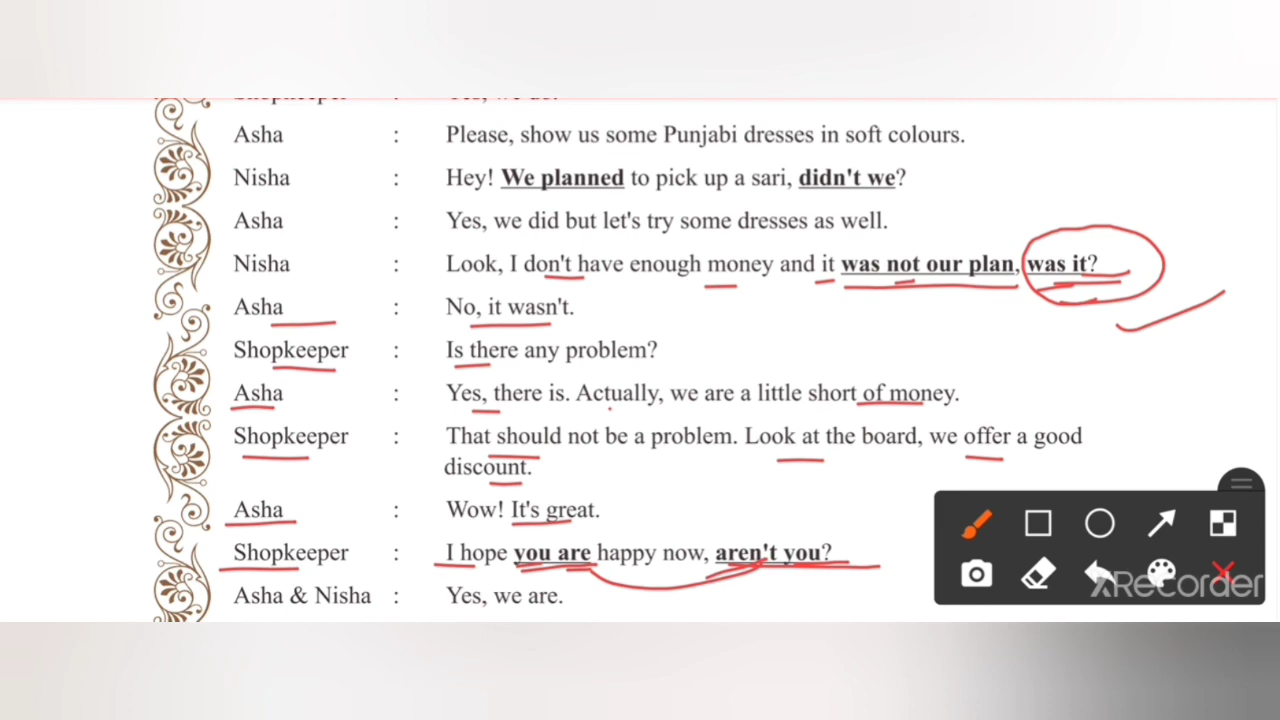 Asha : Please, show us some Punjabi dresses in soft colours.
Nisha : Hey! We planned to pick up a sari, didn't we?
Asha : Yes, we did but let's try some dresses as well.
Nisha : Look, I don't have enough money and it was not our plan, was it?
Asha : No, it wasn't.
Shopkeeper : Is there any problem?
Asha : Yes, there is. Actually, we are a little short of money.
Shopkeeper : That should not be a problem. Look at the board, we offer a good
discount.
Asha : Wow! It's great.
Shopkeeper : I hope you are happy now, aren't you?
Asha & Nisha : Yes, we are.
XRecorder